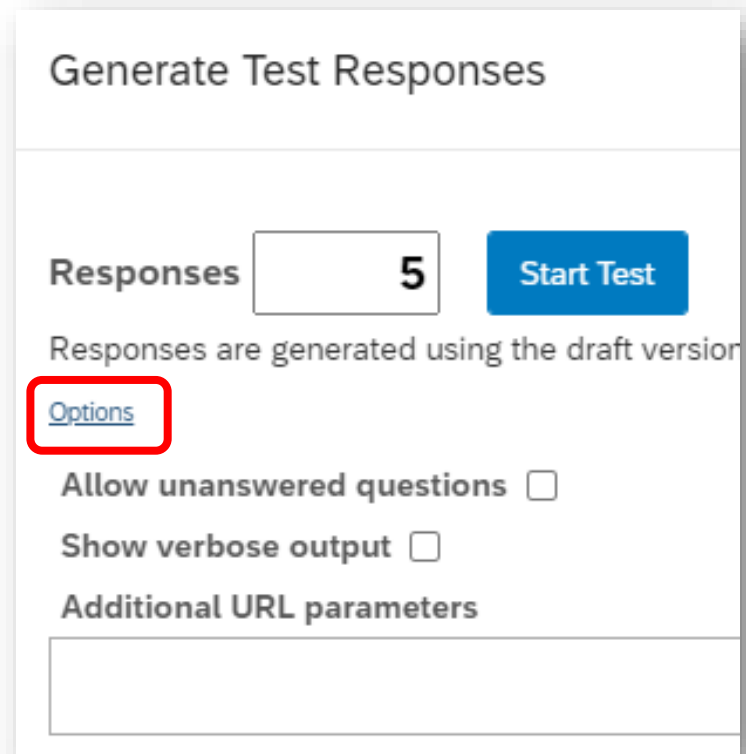 Generate Test Responses
Responses 5 Start Test
Responses are generated using the draft version
Options
Allow unanswered questions
Show verbose output
Additional URL parameters